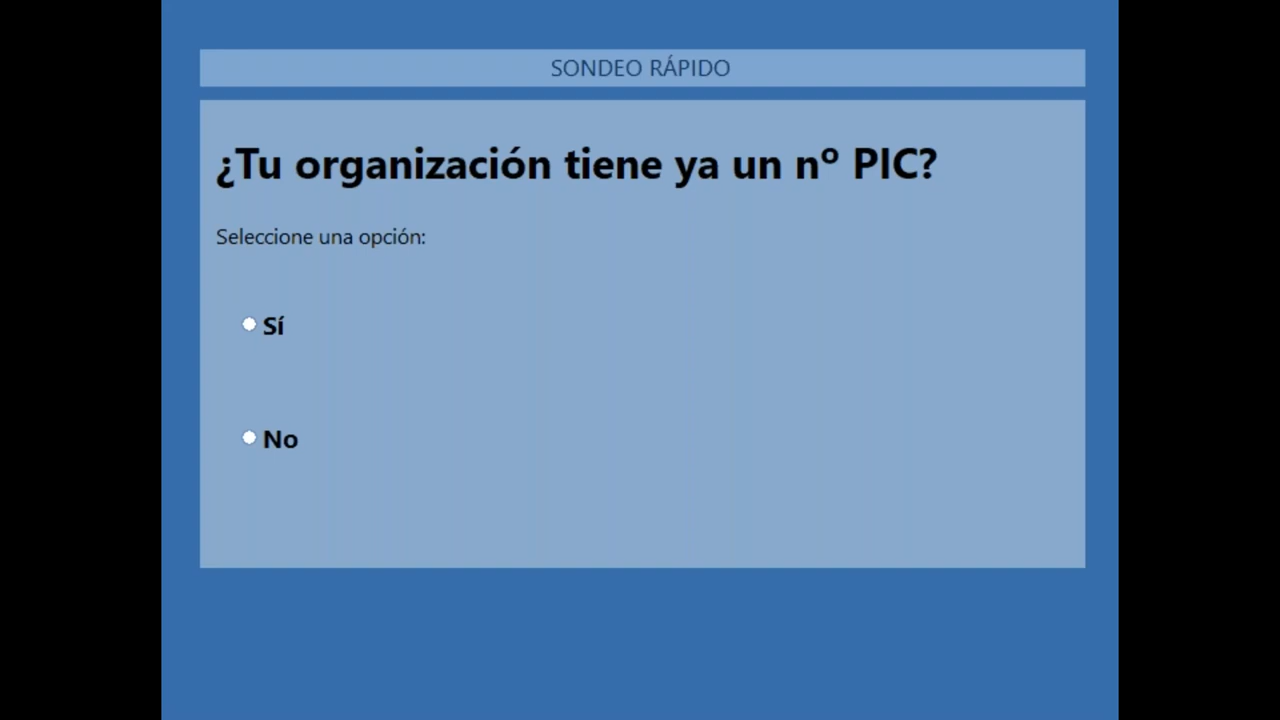 SONDEO RÁPIDO
¿Tu organización tiene ya un nº PIC?
Seleccione una opción:
Sí
No